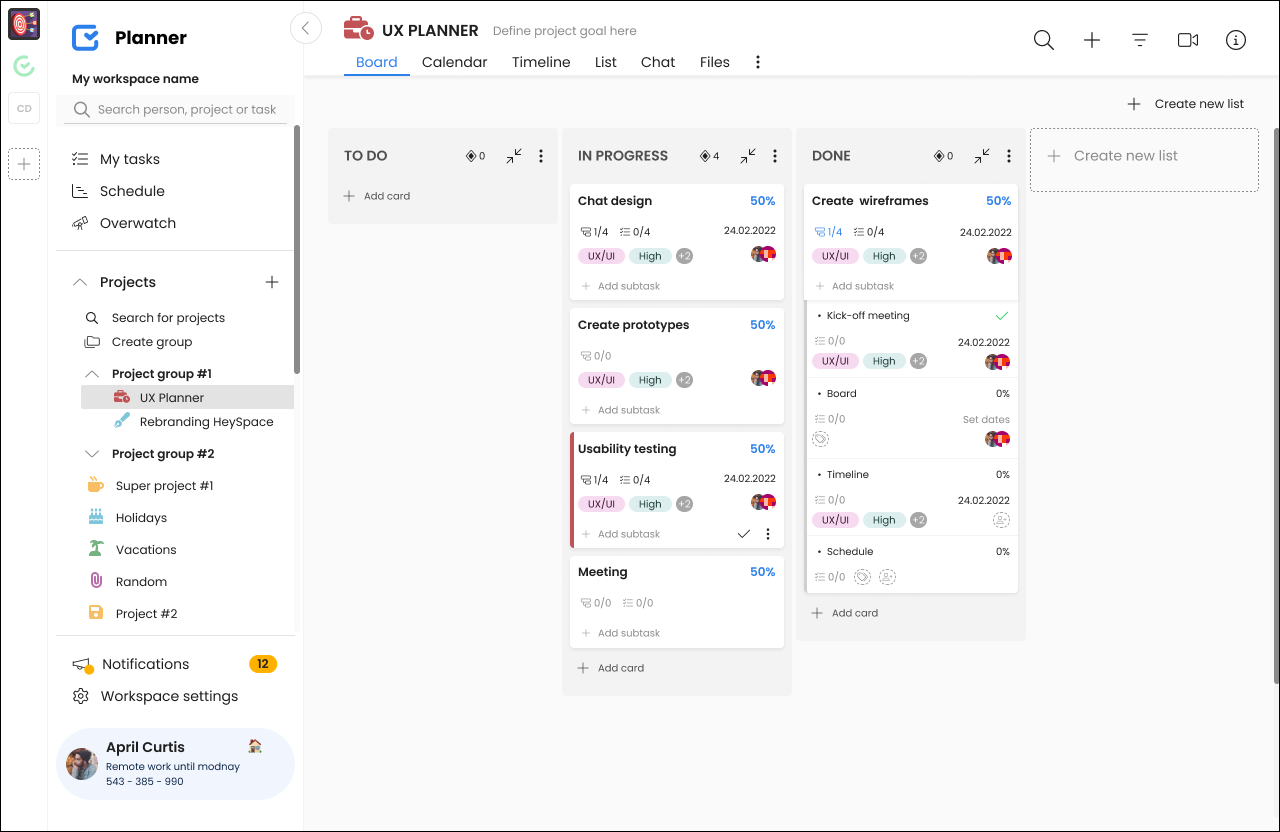 CD
Planner
My workspace name
Search person, project or task
My tasks
Schedule
Overwatch
Projects
Search for projects
Create group
Project group #1
UX Planner
Rebranding HeySpace
Project group #2
Super project #1
Holidays
Vacations
Random
Project #2
Notifications 12
Workspace settings
April Curtis
Remote work until modnay
543 - 385 - 990
UX PLANNER Define project goal here
Board Calendar Timeline List Chat Files
Create new list
TO DO 0
Add card
IN PROGRESS 4
Chat design 50%
1/4 0/4 24.02.2022
UX/UI High +2
Add subtask
Create prototypes 50%
0/0
UX/UI High +2
Add subtask
Usability testing 50%
1/4 0/4 24.02.2022
UX/UI High +2
Add subtask
Meeting 50%
0/0 0/0
Add subtask
Add card
DONE 0
Create wireframes 50%
1/4 0/4 24.02.2022
UX/UI High +2
Add subtask
• Kick-off meeting
0/0 24.02.2022
UX/UI High +2
• Board 0%
0/0 Set dates
• Timeline 0%
0/0 24.02.2022
UX/UI High +2
• Schedule 0%
0/0
Add card
Create new list